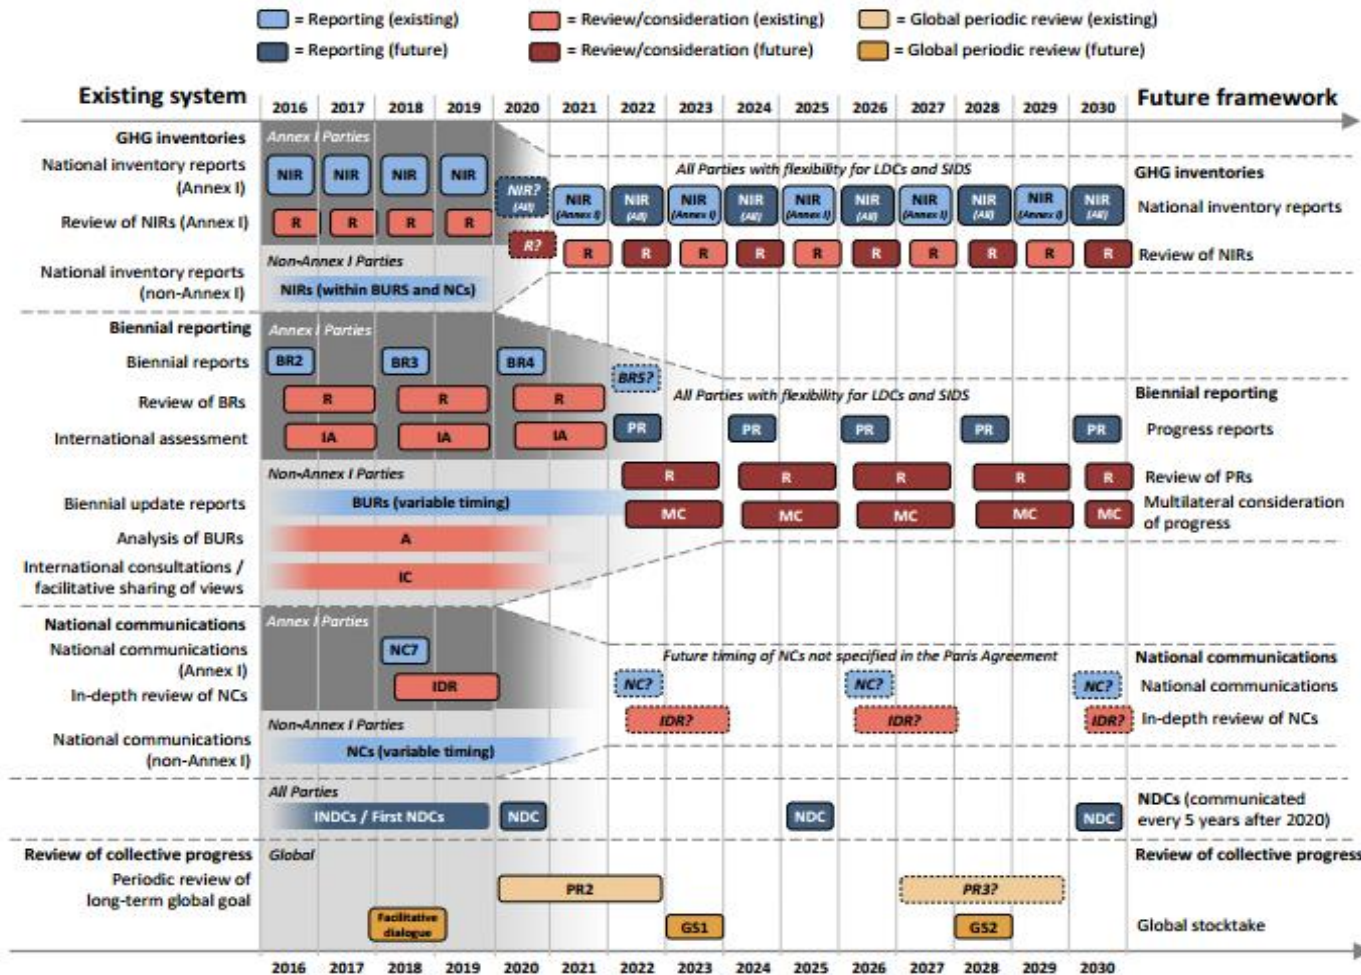 = Reporting (existing)
= Review/consideration (existing)
= Global periodic review (existing)
= Reporting (future)
= Review/consideration (future)
= Global periodic review (future)
Existing system
2016 2017 2018 2019 2020 2021 2022 2023 2024 2025 2026 2027 2028 2029 2030
Future framework
GHG inventories
Annex I Parties
National inventory reports
(Annex I)
NIR NIR NIR NIR
NIR?
(All)
All Parties with flexibility for LDCs and SIDS
GHG inventories
NIR NIR NIR NIR NIR NIR NIR NIR NIR NIR
(Annex I) (All) (Annex I) (All) (Annex I) (All) (Annex I) (All) (Annex I) (All)
National inventory reports
Review of NIRs (Annex I)
R R R R
R?
R R R R R R R R R R
Review of NIRs
National inventory reports
(non-Annex I)
Non-Annex I Parties
NIRs (within BURS and NCs)
Biennial reporting
Annex I Parties
Biennial reports
BR2 BR3 BR4
BR5?
Review of BRs
R R R
All Parties with flexibility for LDCs and SIDS
Biennial reporting
International assessment
IA IA IA
PR PR PR PR PR
Progress reports
Non-Annex I Parties
R R R R R
Review of PRs
Biennial update reports
BURs (variable timing)
MC MC MC MC MC
Multilateral consideration
of progress
Analysis of BURs
A
International consultations /
facilitative sharing of views
IC
National communications
Annex I Parties
National communications
(Annex I)
NC7
Future timing of NCs not specified in the Paris Agreement
National communications
In-depth review of NCs
IDR
NC? NC? NC?
National communications
IDR? IDR? IDR?
In-depth review of NCs
Non-Annex I Parties
National communications
(non-Annex I)
NCs (variable timing)
All Parties
INDCs / First NDCs
NDC NDC NDC
NDCs (communicated
every 5 years after 2020)
Review of collective progress
Global
Review of collective progress
Periodic review of
long-term global goal
PR2
PR3?
Facilitative
dialogue
GS1 GS2
Global stocktake
2016 2017 2018 2019 2020 2021 2022 2023 2024 2025 2026 2027 2028 2029 2030